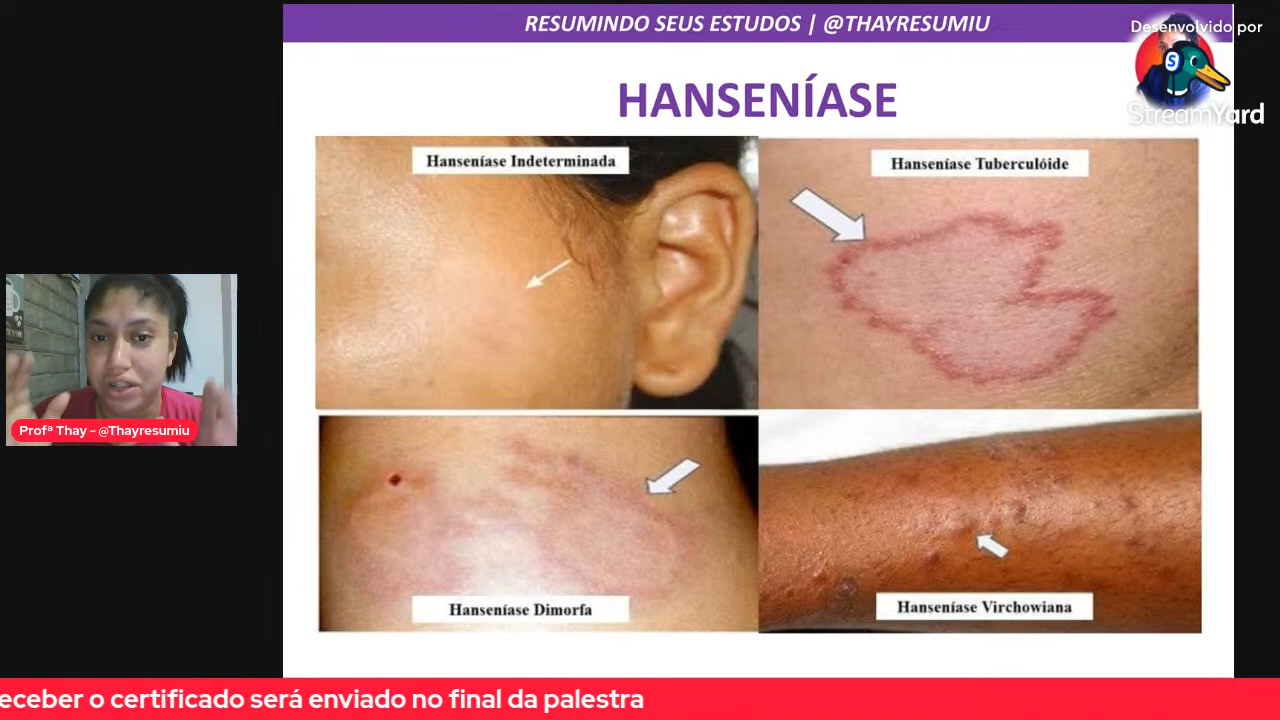 RESUMINDO SEUS ESTUDOS | @THAYRESUMIU
Desenvolvido por
S
StreamYard
HANSENÍASE
Hanseníase Indeterminada
Hanseníase Tuberculóide
Profª Thay - @Thayresumiu
Hanseníase Dimorfa
Hanseníase Virchowiana
eceber o certificado será enviado no final da palestra